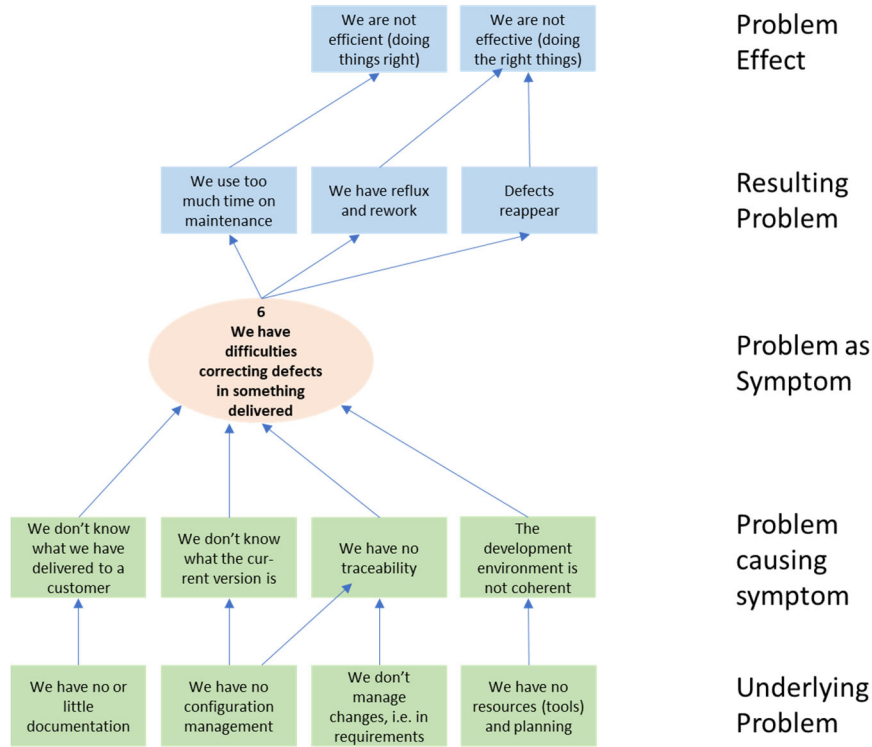 We are not
efficient (doing
things right)
We are not
effective (doing
the right things)
Problem
Effect
We use too
much time on
maintenance
We have reflux
and rework
Defects
reappear
Resulting
Problem
6
We have
difficulties
correcting defects
in something
delivered
Problem as
Symptom
We don't know
what we have
delivered to a
customer
We don't know
what the cur-
rent version is
We have no
traceability
The
development
environment is
not coherent
Problem
causing
symptom
We have no or
little
documentation
We have no
configuration
management
We don't
manage
changes, i.e. in
requirements
We have no
resources (tools)
and planning
Underlying
Problem